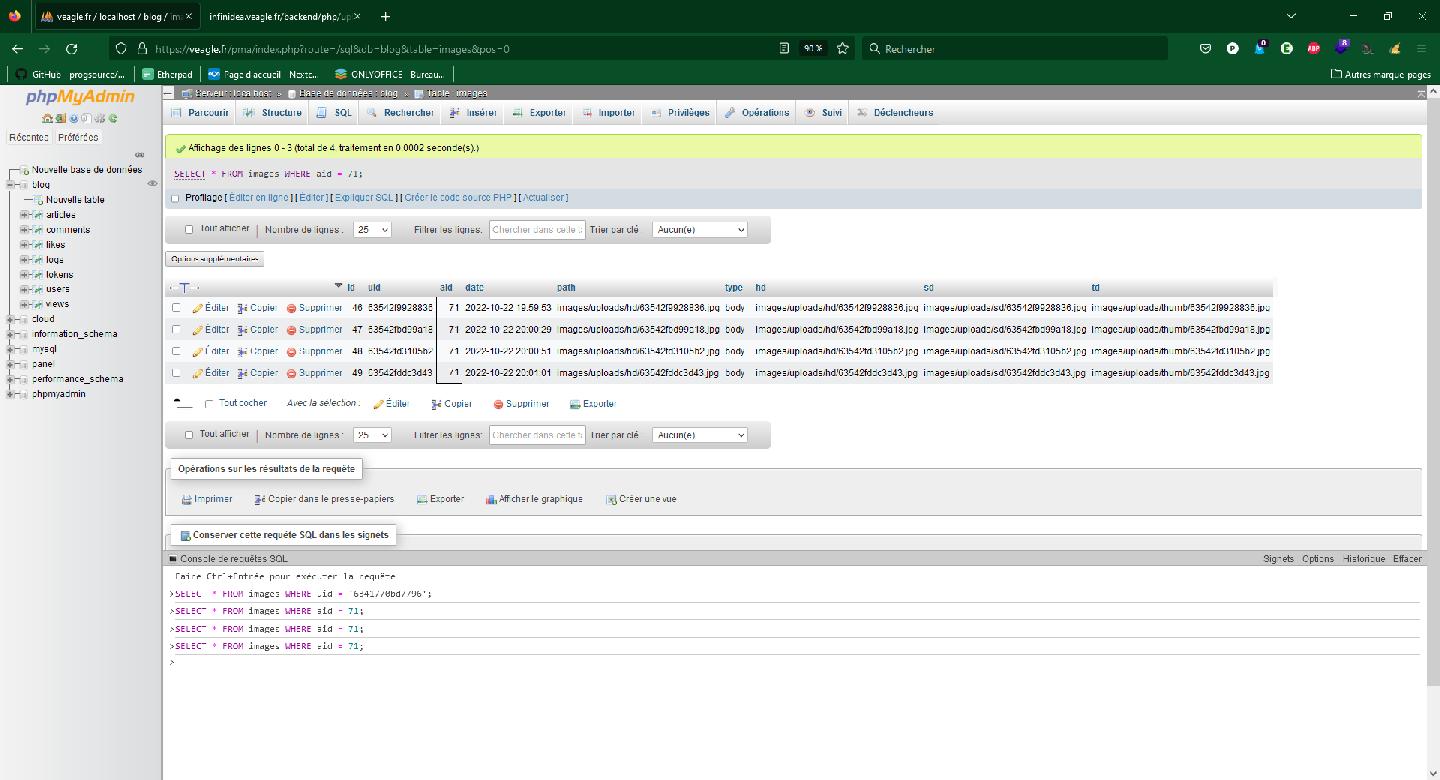 veagle.fr / localhost / blog / im
infinidea.veagle.fr/backend/php/up
https://veagle.fr/pma/index.php?route=/sql&db=blog&table=images&pos=0
90%
Rechercher
0
8
GitHub - progsource/...
Etherpad
Page d'accueil - Nextc...
ONLYOFFICE - Bureau...
Autres marque-pages
phpMyAdmin
Récentes
Préférées
Nouvelle base de données
blog
Nouvelle table
articles
comments
likes
logs
tokens
users
views
cloud
information_schema
mysql
panel
performance_schema
phpmyadmin
Serveur : localhost » Base de données : blog » Table : images
Parcourir Structure SQL Rechercher Insérer Exporter Importer Privilèges Opérations Suivi Déclencheurs
Affichage des lignes 0 - 3 (total de 4, traitement en 0,0002 seconde(s).)
SELECT * FROM images WHERE aid = 71;
Profilage [ Éditer en ligne ] [ Éditer ] [ Expliquer SQL ] [ Créer le code source PHP ] [ Actualiser ]
Tout afficher | Nombre de lignes : 25 Filtrer les lignes: Chercher dans cette t Trier par clé : Aucun(e)
Options supplémentaires
id uid aid date path type hd sd td
Éditer Copier Supprimer 46 63542f9928836 71 2022-10-22 19:59:53 images/uploads/hd/63542f9928836.jpg body images/uploads/hd/63542f9928836.jpg images/uploads/sd/63542f9928836.jpg images/uploads/thumb/63542f9928836.jpg
Éditer Copier Supprimer 47 63542fbd99a18 71 2022-10-22 20:00:29 images/uploads/hd/63542fbd99a18.jpg body images/uploads/hd/63542fbd99a18.jpg images/uploads/sd/63542fbd99a18.jpg images/uploads/thumb/63542fbd99a18.jpg
Éditer Copier Supprimer 48 63542fd3105b2 71 2022-10-22 20:00:51 images/uploads/hd/63542fd3105b2.jpg body images/uploads/hd/63542fd3105b2.jpg images/uploads/sd/63542fd3105b2.jpg images/uploads/thumb/63542fd3105b2.jpg
Éditer Copier Supprimer 49 63542fddc3d43 71 2022-10-22 20:01:01 images/uploads/hd/63542fddc3d43.jpg body images/uploads/hd/63542fddc3d43.jpg images/uploads/sd/63542fddc3d43.jpg images/uploads/thumb/63542fddc3d43.jpg
Tout cocher Avec la sélection : Éditer Copier Supprimer Exporter
Tout afficher | Nombre de lignes : 25 Filtrer les lignes: Chercher dans cette t Trier par clé : Aucun(e)
Opérations sur les résultats de la requête
Imprimer Copier dans le presse-papiers Exporter Afficher le graphique Créer une vue
Conserver cette requête SQL dans les signets
Console de requêtes SQL
Signets Options Historique Effacer
Faire Ctrl+Entrée pour exécuter la requête
>SELECT * FROM images WHERE uid = '6341770bd7796';
>SELECT * FROM images WHERE aid = 71;
>SELECT * FROM images WHERE aid = 71;
>SELECT * FROM images WHERE aid = 71;
>